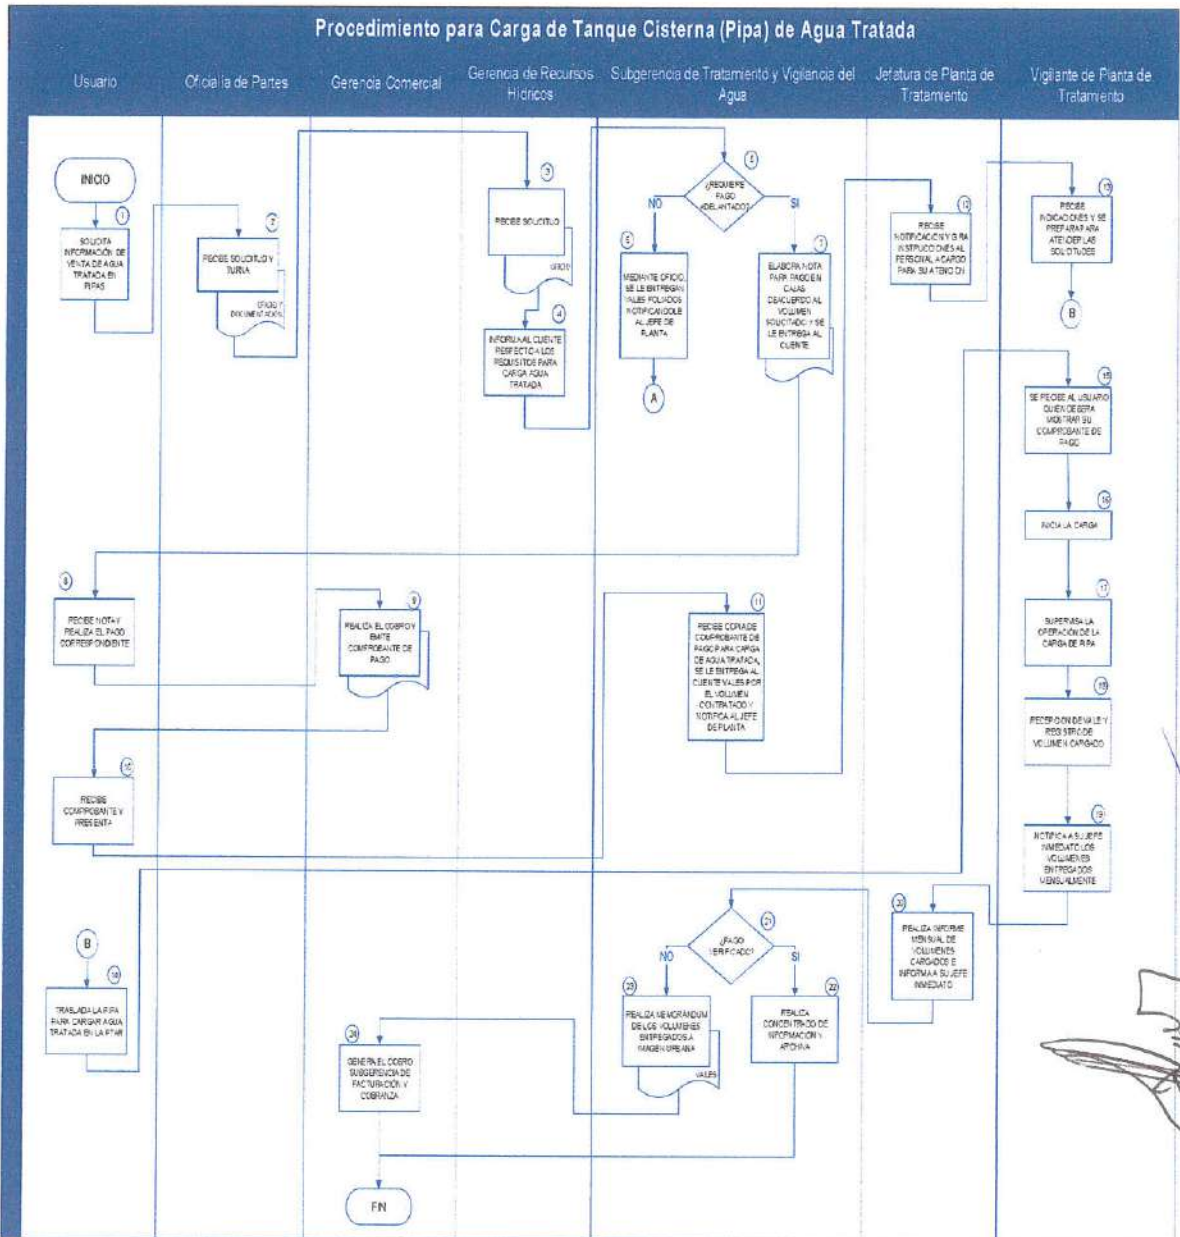 Procedimiento para Carga de Tanque Cisterna (Pipa) de Agua Tratada
Usuario
Oficialia de Partes
Gerencia Comercial
Gerencia de Recursos
Hídricos
Subgerencia de Tratamiento y Vigilancia del
Agua
Jefatura de Planta de
Tratamiento
Vigilante de Planta de
Tratamiento
INICIO
1
SOLICITA
INFORMACIÓN DE
VENTA DE AGUA
TRATADA EN
PIPAS
2
RECIBE SOLICITUD Y
TURNA
OFICIO Y
DOCUMENTACIÓN
3
RECIBE SOLICITUD
OFICIO
4
INFORMA AL CLIENTE
RESPECTO A LOS
REQUISITOS PARA
CARGA AGUA
TRATADA
5
¿REQUIERE
PAGO
ADELANTADO?
NO
SI
6
MEDIANTE OFICIO,
SE LE ENTREGAN
VALES FOLIADOS
NOTIFICANDOLE
AL JEFE DE
PLANTA
A
7
ELABORA NOTA
PARA PAGO EN
CAJAS
DEACUERDO AL
VOLUMEN
SOLICITADO Y SE
LE ENTREGA AL
CLIENTE
12
RECIBE
NOTIFICACION Y GIRA
INSTRUCCIONES AL
PERSONAL A CARGO
PARA SU ATENCION
13
RECIBE
INDICACIONES Y SE
PREPARA PARA
ATENDER LAS
SOLICITUDES
B
15
SE RECIBE AL USUARIO
QUIEN DEBERA
MOSTRAR SU
COMPROBANTE DE
PAGO
16
INICIA LA CARGA
8
RECIBE NOTA Y
REALIZA EL PAGO
CORRESPONDIENTE
9
REALIZA EL COBRO Y
EMITE
COMPROBANTE DE
PAGO
11
RECIBE COPIA DE
COMPROBANTE DE
PAGO PARA CARGA
DE AGUA TRATADA,
SE LE ENTREGA AL
CLIENTE VALES POR
EL VOLUMEN
CONTRATADO Y
NOTIFICA AL JEFE
DE PLANTA
17
SUPERVISA LA
OPERACIÓN DE LA
CARGA DE PIPA
18
RECEPCION DE VALE Y
REGISTRO DE
VOLUMEN CARGADO
10
RECIBE
COMPROBANTE Y
PRESENTA
19
NOTIFICA A SU JEFE
INMEDIATO LOS
VOLUMENES
ENTREGADOS
MENSUALMENTE
B
14
TRASLADA LA PIPA
PARA CARGAR AGUA
TRATADA EN LA PTAR
21
¿PAGO
VERIFICADO?
NO
SI
20
REALIZA INFORME
MENSUAL DE
VOLUMENES
CARGADOS E
INFORMA A SU JEFE
INMEDIATO
23
REALIZA MEMORÁNDUM
DE LOS VOLUMENES
ENTREGADOS A
IMAGEN URBANA
VALES
22
REALIZA
CONCENTRADO DE
INFORMACION Y
ARCHIVA
24
GENERA EL COBRO
SUBGERENCIA DE
FACTURACIÓN Y
COBRANZA
FIN